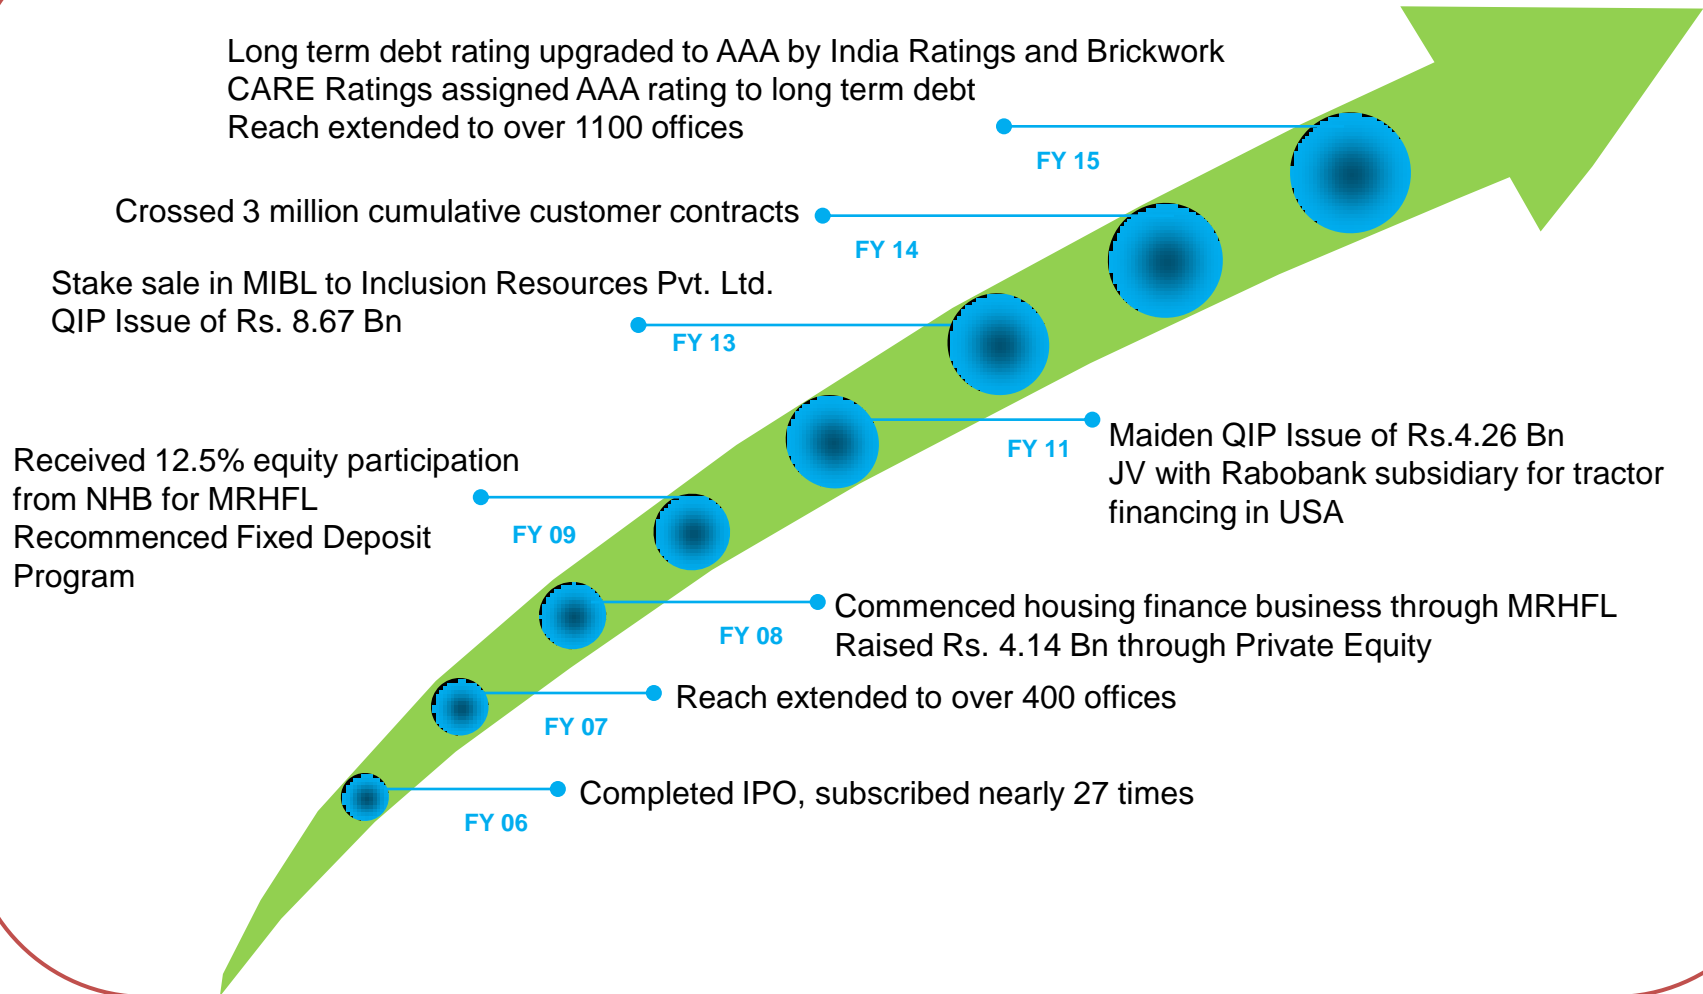 Long term debt rating upgraded to AAA by India Ratings and Brickwork
CARE Ratings assigned AAA rating to long term debt
Reach extended to over 1100 offices
FY 15
Crossed 3 million cumulative customer contracts
FY 14
Stake sale in MIBL to Inclusion Resources Pvt. Ltd.
QIP Issue of Rs. 8.67 Bn
FY 13
Maiden QIP Issue of Rs.4.26 Bn
JV with Rabobank subsidiary for tractor
financing in USA
FY 11
Received 12.5% equity participation
from NHB for MRHFL
Recommenced Fixed Deposit
Program
FY 09
Commenced housing finance business through MRHFL
Raised Rs. 4.14 Bn through Private Equity
FY 08
Reach extended to over 400 offices
FY 07
Completed IPO, subscribed nearly 27 times
FY 06